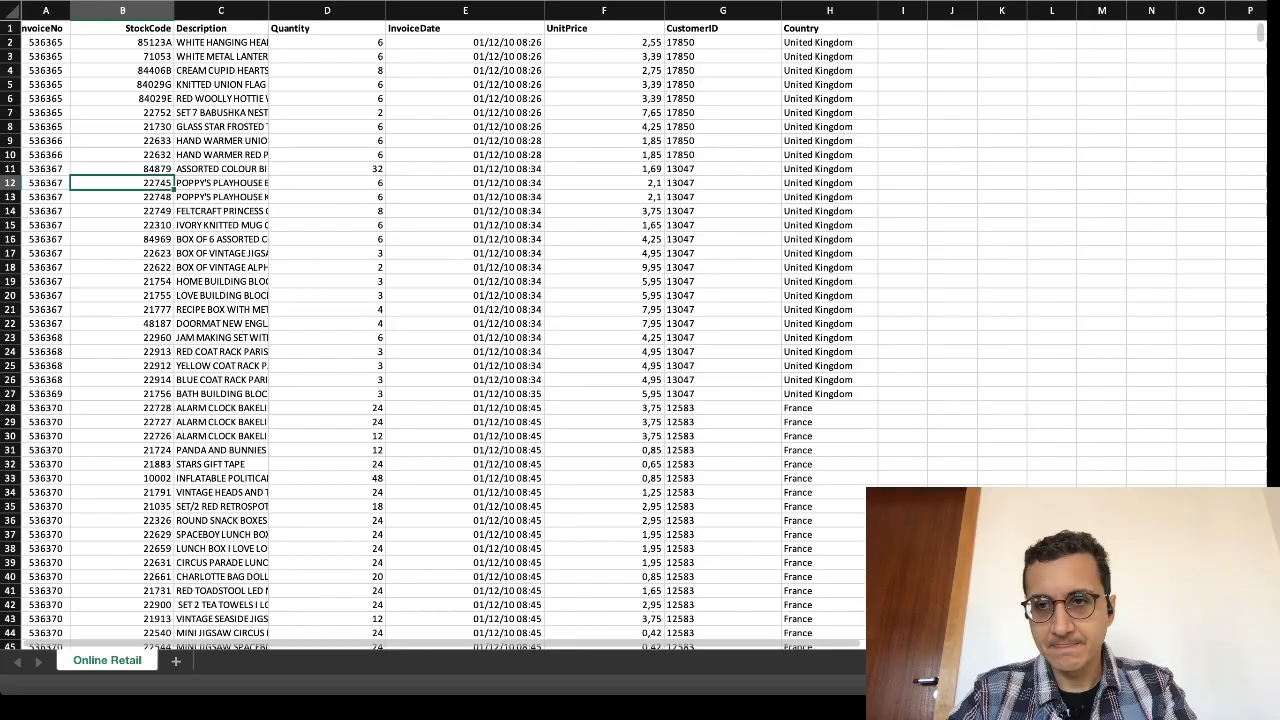 A B C D E F G H I J K L M N O P
1 nvoiceNo StockCode Description Quantity InvoiceDate UnitPrice CustomerID Country
2 536365 85123A WHITE HANGING HEA 6 01/12/10 08:26 2,55 17850 United Kingdom
3 536365 71053 WHITE METAL LANTER 6 01/12/10 08:26 3,39 17850 United Kingdom
4 536365 84406B CREAM CUPID HEARTS 8 01/12/10 08:26 2,75 17850 United Kingdom
5 536365 84029G KNITTED UNION FLAG 6 01/12/10 08:26 3,39 17850 United Kingdom
6 536365 84029E RED WOOLLY HOTTIE 6 01/12/10 08:26 3,39 17850 United Kingdom
7 536365 22752 SET 7 BABUSHKA NEST 2 01/12/10 08:26 7,65 17850 United Kingdom
8 536365 21730 GLASS STAR FROSTED 6 01/12/10 08:26 4,25 17850 United Kingdom
9 536366 22633 HAND WARMER UNIO 6 01/12/10 08:28 1,85 17850 United Kingdom
10 536366 22632 HAND WARMER RED P 6 01/12/10 08:28 1,85 17850 United Kingdom
11 536367 84879 ASSORTED COLOUR BI 32 01/12/10 08:34 1,69 13047 United Kingdom
12 536367 22745 POPPY'S PLAYHOUSE B 6 01/12/10 08:34 2,1 13047 United Kingdom
13 536367 22748 POPPY'S PLAYHOUSE K 6 01/12/10 08:34 2,1 13047 United Kingdom
14 536367 22749 FELTCRAFT PRINCESS C 8 01/12/10 08:34 3,75 13047 United Kingdom
15 536367 22310 IVORY KNITTED MUG C 6 01/12/10 08:34 1,65 13047 United Kingdom
16 536367 84969 BOX OF 6 ASSORTED C 6 01/12/10 08:34 4,25 13047 United Kingdom
17 536367 22623 BOX OF VINTAGE JIGSA 3 01/12/10 08:34 4,95 13047 United Kingdom
18 536367 22622 BOX OF VINTAGE ALPH 2 01/12/10 08:34 9,95 13047 United Kingdom
19 536367 21754 HOME BUILDING BLOC 3 01/12/10 08:34 5,95 13047 United Kingdom
20 536367 21755 LOVE BUILDING BLOCI 3 01/12/10 08:34 5,95 13047 United Kingdom
21 536367 21777 RECIPE BOX WITH MET 4 01/12/10 08:34 7,95 13047 United Kingdom
22 536367 48187 DOORMAT NEW ENGL 4 01/12/10 08:34 7,95 13047 United Kingdom
23 536368 22960 JAM MAKING SET WITI 6 01/12/10 08:34 4,25 13047 United Kingdom
24 536368 22913 RED COAT RACK PARIS 3 01/12/10 08:34 4,95 13047 United Kingdom
25 536368 22912 YELLOW COAT RACK P. 3 01/12/10 08:34 4,95 13047 United Kingdom
26 536368 22914 BLUE COAT RACK PARI 3 01/12/10 08:34 4,95 13047 United Kingdom
27 536369 21756 BATH BUILDING BLOC 3 01/12/10 08:35 5,95 13047 United Kingdom
28 536370 22728 ALARM CLOCK BAKELI 24 01/12/10 08:45 3,75 12583 France
29 536370 22727 ALARM CLOCK BAKELI 24 01/12/10 08:45 3,75 12583 France
30 536370 22726 ALARM CLOCK BAKELI 12 01/12/10 08:45 3,75 12583 France
31 536370 21724 PANDA AND BUNNIES 12 01/12/10 08:45 0,85 12583 France
32 536370 21883 STARS GIFT TAPE 24 01/12/10 08:45 0,65 12583 France
33 536370 10002 INFLATABLE POLITICA 48 01/12/10 08:45 0,85 12583 France
34 536370 21791 VINTAGE HEADS AND T 24 01/12/10 08:45 1,25 12583 France
35 536370 21035 SET/2 RED RETROSPOT 18 01/12/10 08:45 2,95 12583 France
36 536370 22326 ROUND SNACK BOXES 24 01/12/10 08:45 2,95 12583 France
37 536370 22629 SPACEBOY LUNCH BOX 24 01/12/10 08:45 1,95 12583 France
38 536370 22659 LUNCH BOX I LOVE LO 24 01/12/10 08:45 1,95 12583 France
39 536370 22631 CIRCUS PARADE LUNC 24 01/12/10 08:45 1,95 12583 France
40 536370 22661 CHARLOTTE BAG DOLL 20 01/12/10 08:45 0,85 12583 France
41 536370 21731 RED TOADSTOOL LED 24 01/12/10 08:45 1,65 12583 France
42 536370 22900 SET 2 TEA TOWELS I LC 24 01/12/10 08:45 2,95 12583 France
43 536370 21913 VINTAGE SEASIDE JIGS 12 01/12/10 08:45 3,75 12583 France
44 536370 22540 MINI JIGSAW CIRCUS 24 01/12/10 08:45 0,42 12583 France
45 536370 22544 MINI JIGSAW SPACEB 24 01/12/10 08:45 0,42 12583 France
Online Retail +